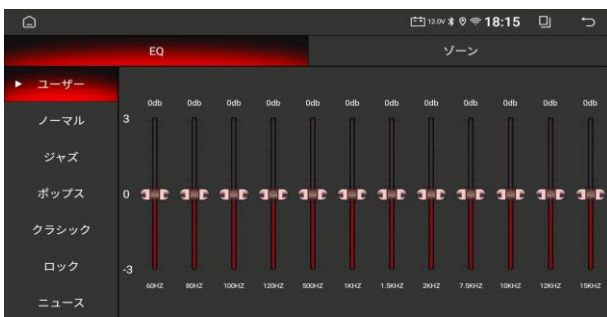 12.0V 18:15
EQ ゾーン
ユーザー
ノーマル
ジャズ
ポップス
クラシック
ロック
ニュース
0db 0db 0db 0db 0db 0db 0db 0db 0db 0db 0db 0db
3
0
-3
60HZ 80HZ 100HZ 120HZ 500HZ 1KHZ 1.5KHZ 2KHZ 7.5KHZ 10KHZ 12KHZ 15KHZ